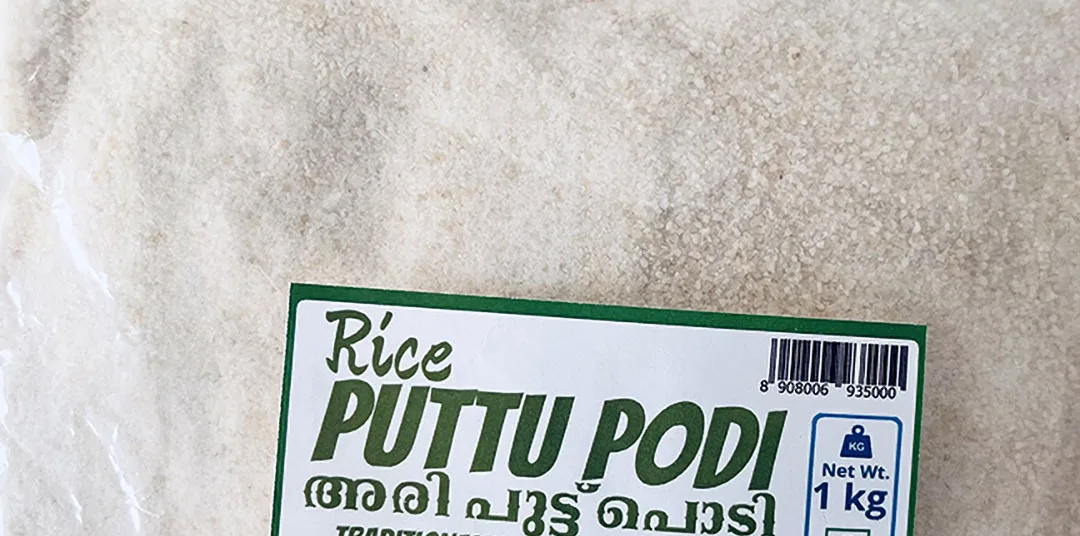 Rice
PUTTU PODI
അരി പുട്ട് പൊടി
8 908006 935000
KG
Net Wt.
1 kg